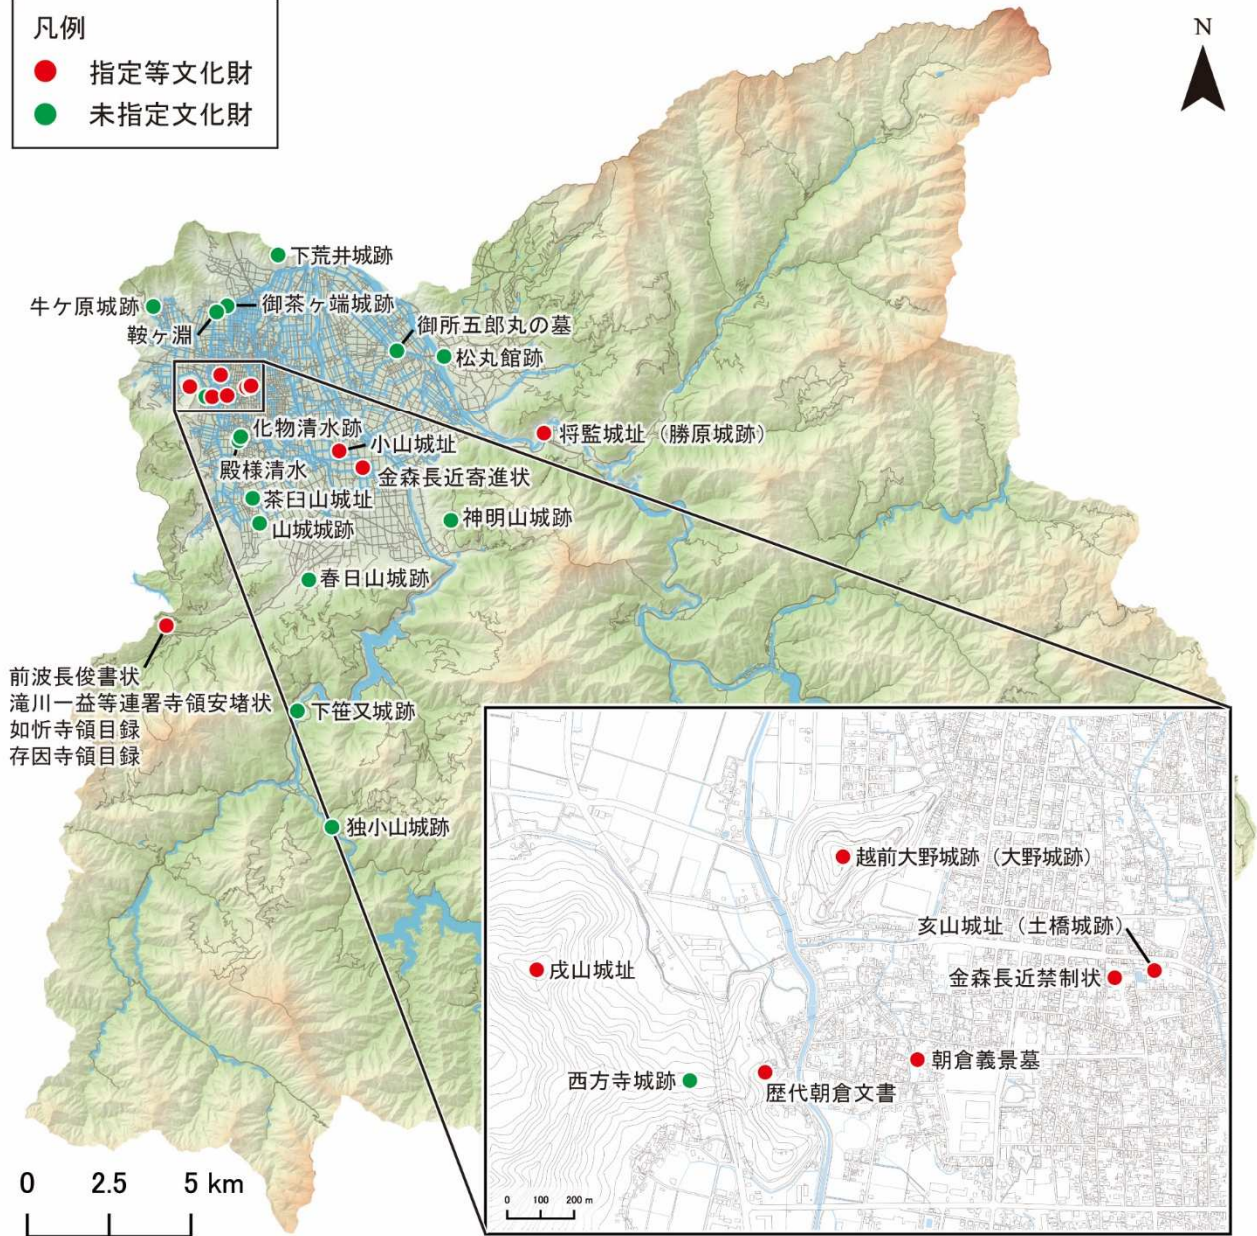 凡例
指定等文化財
未指定文化財
N
下荒井城跡
牛ケ原城跡
御茶ヶ端城跡
鞍ヶ淵
御所五郎丸の墓
松丸館跡
化物清水跡
小山城址
将監城址（勝原城跡）
殿様清水
金森長近寄進状
茶臼山城址
神明山城跡
山城城跡
春日山城跡
前波長俊書状
滝川一益等連署寺領安堵状
如忻寺領目録
存因寺領目録
下笹又城跡
独小山城跡
越前大野城跡（大野城跡）
亥山城址（土橋城跡）
戌山城址
金森長近禁制状
朝倉義景墓
西方寺城跡
歴代朝倉文書
0 100 200 m
0 2.5 5 km